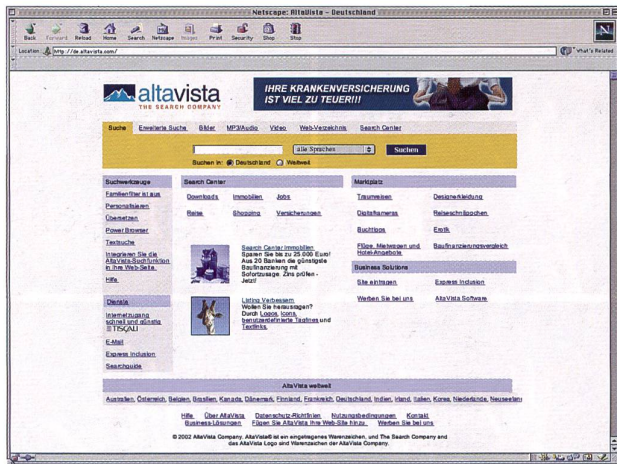 Netscape: AltaVista – Deutschland
Back Forward Reload Home Search Netscape Images Print Security Shop Stop
Location: http://de.altavista.com/
What's Related
altavista
THE SEARCH COMPANY
IHRE KRANKENVERSICHERUNG
IST VIEL ZU TEUER!!!
Suche Erweiterte Suche Bilder MP3/Audio Video Web-Verzeichnis Search Center
alle Sprachen Suchen
Suchen in: Deutschland Weltweit
Suchwerkzeuge
Familienfilter ist aus
Personalisieren
Übersetzen
Power Browser
Textsuche
Integrieren Sie die
AltaVista-Suchfunktion
in Ihre Web-Seite.
Hilfe
Dienste
Internetzugang
schnell und günstig
TISCALI
E-Mail
Express Inclusion
Searchguide
Search Center
Downloads Immobilien Jobs
Reise Shopping Versicherungen
Search Center Immobilien
Sparen Sie bis zu 25.000 Euro!
Aus 20 Banken die günstigste
Baufinanzierung mit
Sofortzusage. Zins prüfen -
Jetzt!
Listing Verbessern
Wollen Sie herausragen?
Durch Logos, Icons,
benutzerdefinierte Taglines und
Textlinks.
Marktplatz
Traumreisen Designerkleidung
Digitalkameras Reiseschnäppchen
Buchtipps Erotik
Flüge, Mietwagen und
Hotel-Angebote
Baufinanzierungsvergleich
Business Solutions
Site eintragen Express Inclusion
Werben Sie bei uns AltaVista Software
AltaVista weltweit
Australien, Österreich, Belgien, Brasilien, Kanada, Dänemark, Finnland, Frankreich, Deutschland, Indien, Irland, Italien, Korea, Niederlande, Neuseelan
Hilfe Über AltaVista Datenschutz-Richtlinien Nutzungsbedingungen Kontakt
Business-Lösungen Fügen Sie AltaVista Ihre Web-Site hinzu. Werben Sie bei uns
© 2002 AltaVista Company. AltaVista® ist ein eingetragenes Warenzeichen, und The Search Company and
das AltaVista Logo sind Warenzeichen der AltaVista Company.